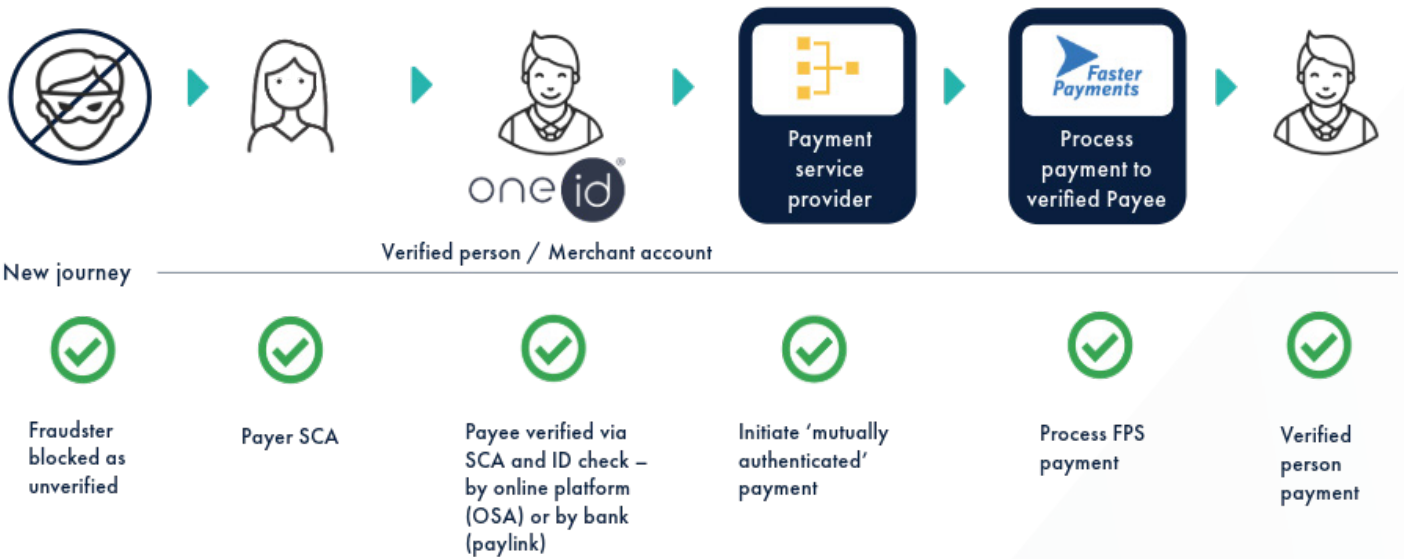 one id®
Verified person / Merchant account
Payment
service
provider
Faster
Payments
Process
payment to
verified Payee
New journey
Fraudster
blocked as
unverified
Payer SCA
Payee verified via
SCA and ID check –
by online platform
(OSA) or by bank
(paylink)
Initiate ‘mutually
authenticated’
payment
Process FPS
payment
Verified
person
payment